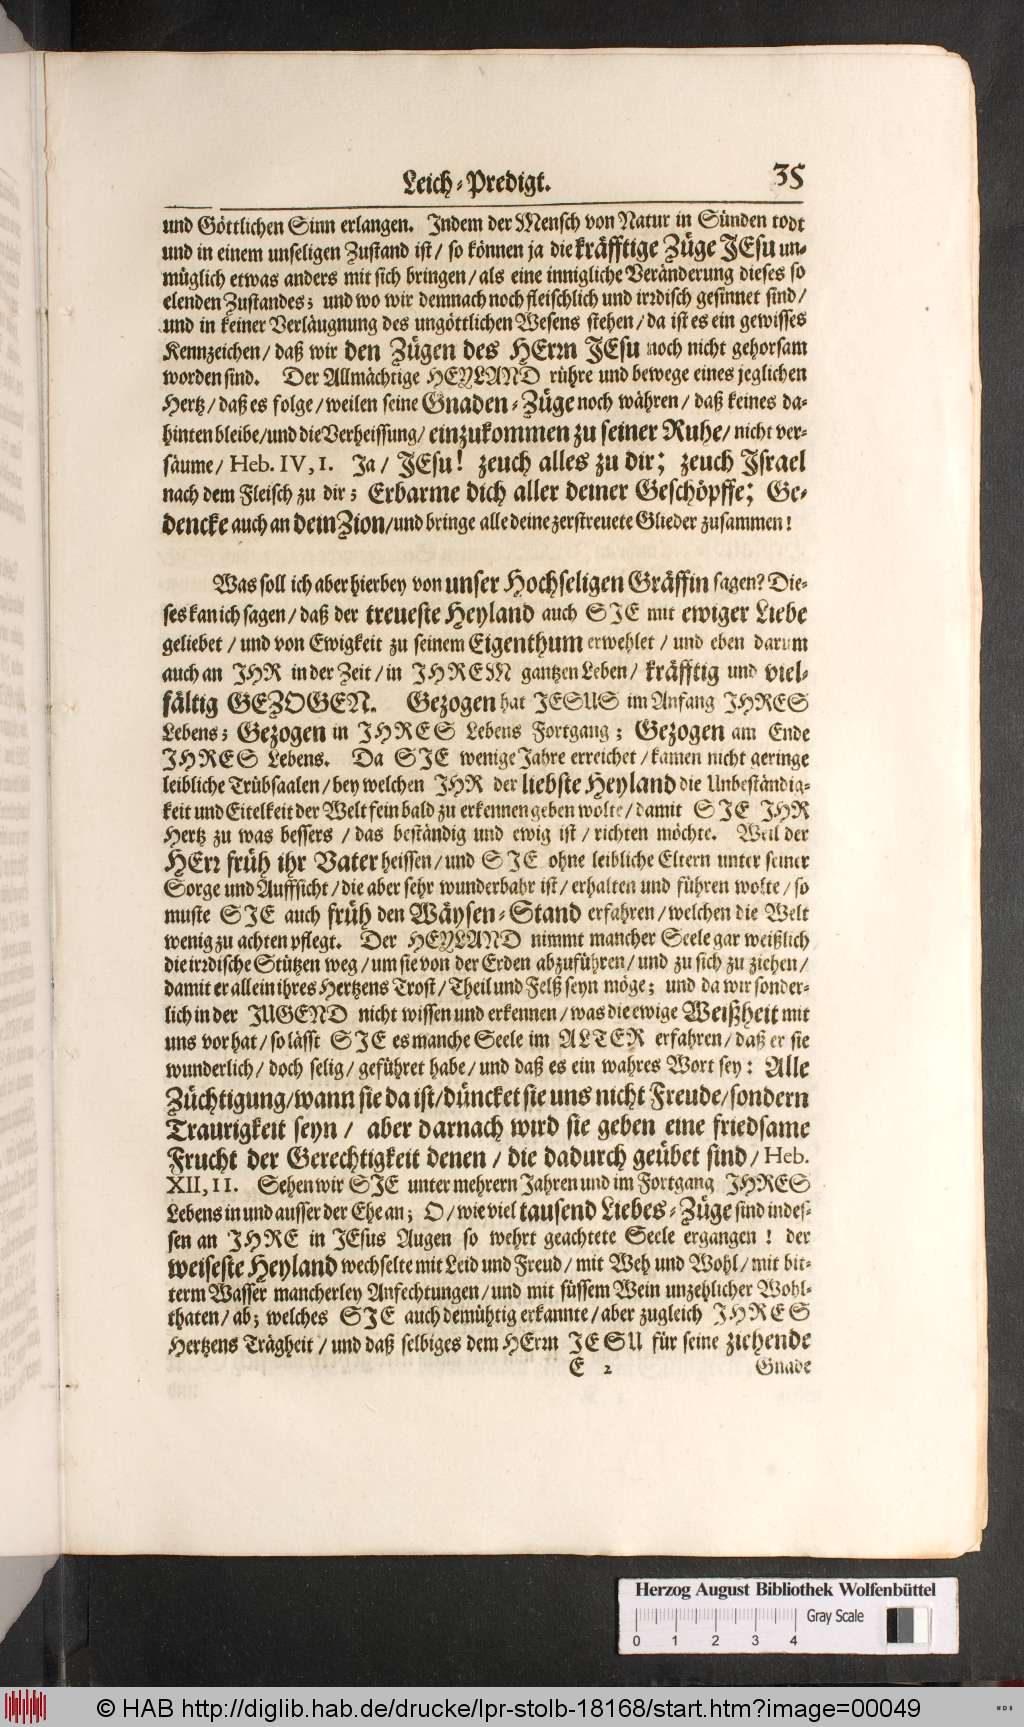 Leich-Predigt. 35
und Göttlichen Sinn erlangen. Indem der Mensch von Natur in Sünden todt
und in einem unseligen Zustand ist/ so können ja die kräfftige Züge JEsu un-
müglich etwas anders mit sich bringen/ als eine innigliche Veränderung dieses so
elenden Zustandes; und wo wir demnach noch fleischlich und irrdisch gesinnet sind/
und in keiner Verläugnung des ungöttlichen Wesens stehen/ da ist es ein gewisses
Kennzeichen/ daß wir den Zügen des HErrn JEsu noch nicht gehorsam
worden sind. Der Allmächtige HEYLAND rühre und bewege eines jeglichen
Hertz/ daß es folge/ weilen seine Gnaden-Züge noch währen/ daß keines da-
hinten bleibe/ und die Verheissung/ einzukommen zu seiner Ruhe/ nicht ver-
säume/ Heb. IV, 1. Ja/ JEsu! zeuch alles zu dir; zeuch Israel
nach dem Fleisch zu dir; Erbarme dich aller deiner Geschöpffe; Ge-
dencke auch an dein Zion/ und bringe alle deine zerstreuete Glieder zusammen!
Was soll ich aber hierbey von unser Hochseligen Gräffin sagen? Die-
ses kan ich sagen/ daß der treueste Heyland auch SIE mit ewiger Liebe
geliebet/ und von Ewigkeit zu seinem Eigenthum erwehlet/ und eben darum
auch an IHR in der Zeit/ in IHREM gantzen Leben/ kräfftig und viel-
fältig GEZOGEN. Gezogen hat JESUS im Anfang IHRES
Lebens; Gezogen in IHRES Lebens Fortgang; Gezogen am Ende
IHRES Lebens. Da SIE wenige Jahre erreichet/ kamen nicht geringe
leibliche Trübsaalen/ bey welchen IHR der liebste Heyland die Unbeständig-
keit und Eitelkeit der Welt fein bald zu erkennen geben wolte/ damit SIE IHR
Hertz zu was bessers/ das beständig und ewig ist/ richten möchte. Weil der
HErr früh ihr Vater heissen/ und SIE ohne leibliche Eltern unter seiner
Sorge und Auffsicht/ die aber sehr wunderbahr ist/ erhalten und führen wolte/ so
muste SIE auch früh den Wäysen-Stand erfahren/ welchen die Welt
wenig zu achten pflegt. Der HEYLAND nimmt mancher Seele gar weißlich
die irrdische Stützen weg/ um sie von der Erden abzuführen/ und zu sich zu ziehen/
damit er allein ihres Hertzens Trost/ Theil und Felß seyn möge; und da wir sonder-
lich in der JUGEND nicht wissen und erkennen/ was die ewige Weißheit mit
uns vor hat/ so lässt SIE es manche Seele im ALTER erfahren/ daß er sie
wunderlich/ doch selig/ geführet habe/ und daß es ein wahres Wort sey: Alle
Züchtigung/ wann sie da ist/ düncket sie uns nicht Freude/ sondern
Traurigkeit seyn/ aber darnach wird sie geben eine friedsame
Frucht der Gerechtigkeit denen/ die dadurch geübet sind/ Heb.
XII, 11. Sehen wir SIE unter mehrern Jahren und im Fortgang IHRES
Lebens in und ausser der Ehe an; O/ wie viel tausend Liebes-Züge sind indes-
sen an IHRE in JEsus Augen so wehrt geachtete Seele ergangen! der
weiseste Heyland wechselte mit Leid und Freud/ mit Weh und Wohl/ mit bit-
term Wasser mancherley Anfechtungen/ und mit süssem Wein unzehlicher Wohl-
thaten/ ab; welches SIE auch demühtig erkannte/ aber zugleich IHRES
Hertzens Trägheit/ und daß selbiges dem HErrn JESU für seine ziehende
E 2 Gnade
Herzog August Bibliothek Wolfenbüttel
0 1 2 3 4 Gray Scale
© HAB http://diglib.hab.de/drucke/lpr-stolb-18168/start.htm?image=00049